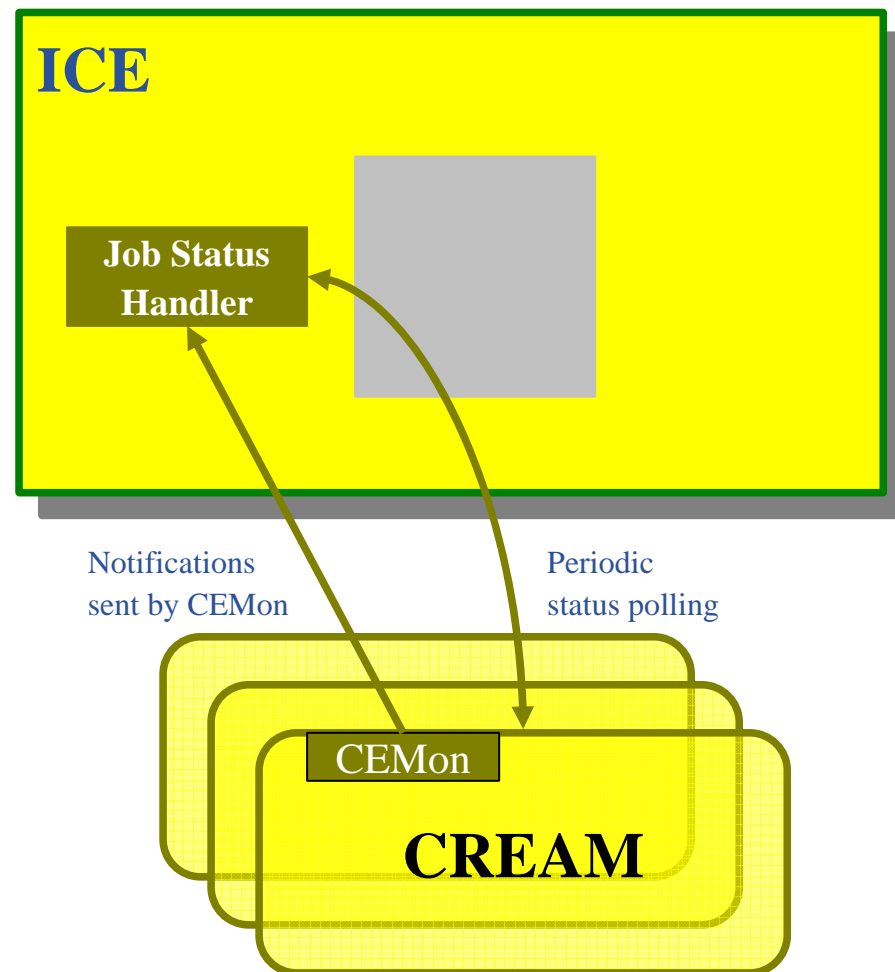 ICE
Job Status
Handler
Notifications
sent by CEMon
Periodic
status polling
CEMon
CREAM